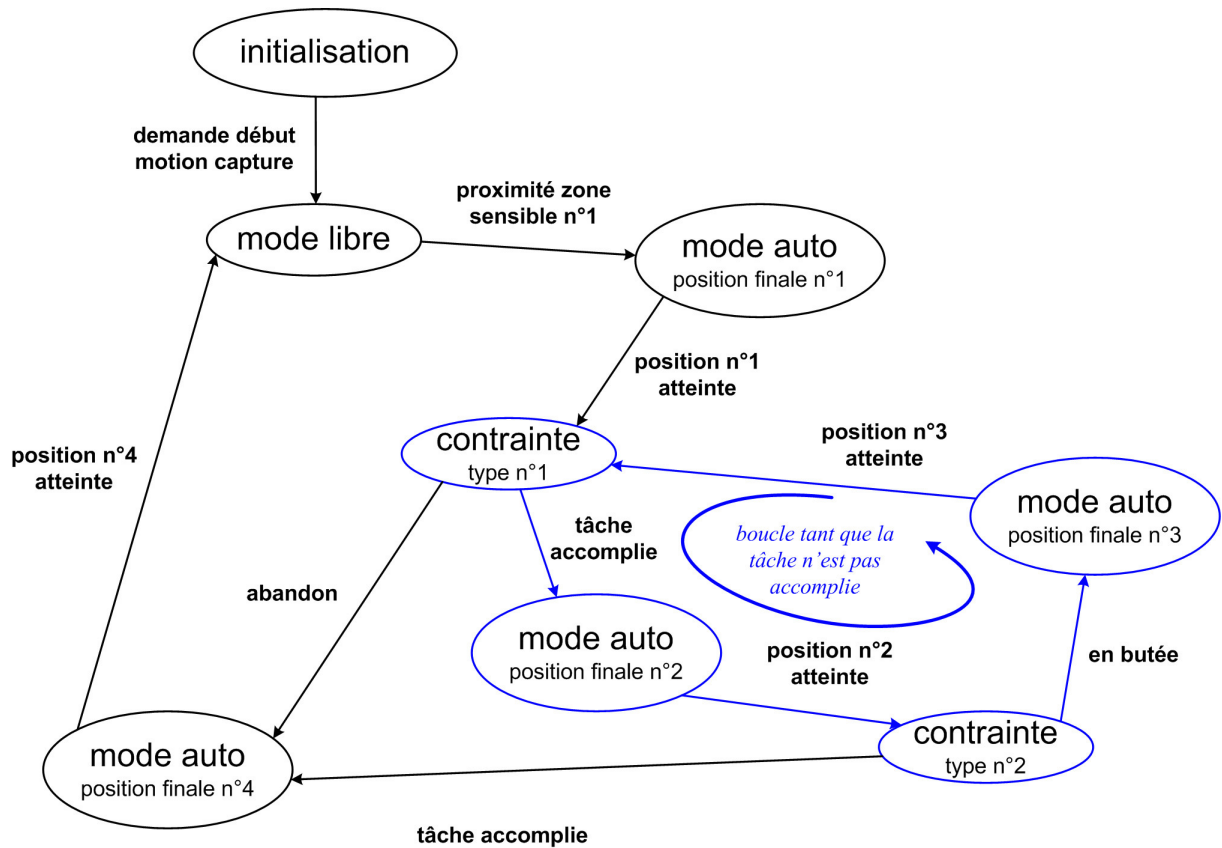 initialisation
demande début
motion capture
proximité zone
sensible n°1
mode libre
mode auto
position finale n°1
position n°1
atteinte
contrainte
type n°1
position n°3
atteinte
position n°4
atteinte
mode auto
position finale n°3
tâche
accomplie
boucle tant que la
tâche n'est pas
accomplie
abandon
mode auto
position finale n°2
position n°2
atteinte
en butée
contrainte
type n°2
mode auto
position finale n°4
tâche accomplie